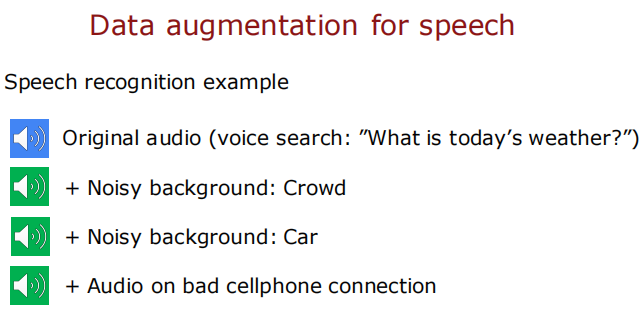 Data augmentation for speech
Speech recognition example
Original audio (voice search: ”What is today’s weather?”)
+ Noisy background: Crowd
+ Noisy background: Car
+ Audio on bad cellphone connection